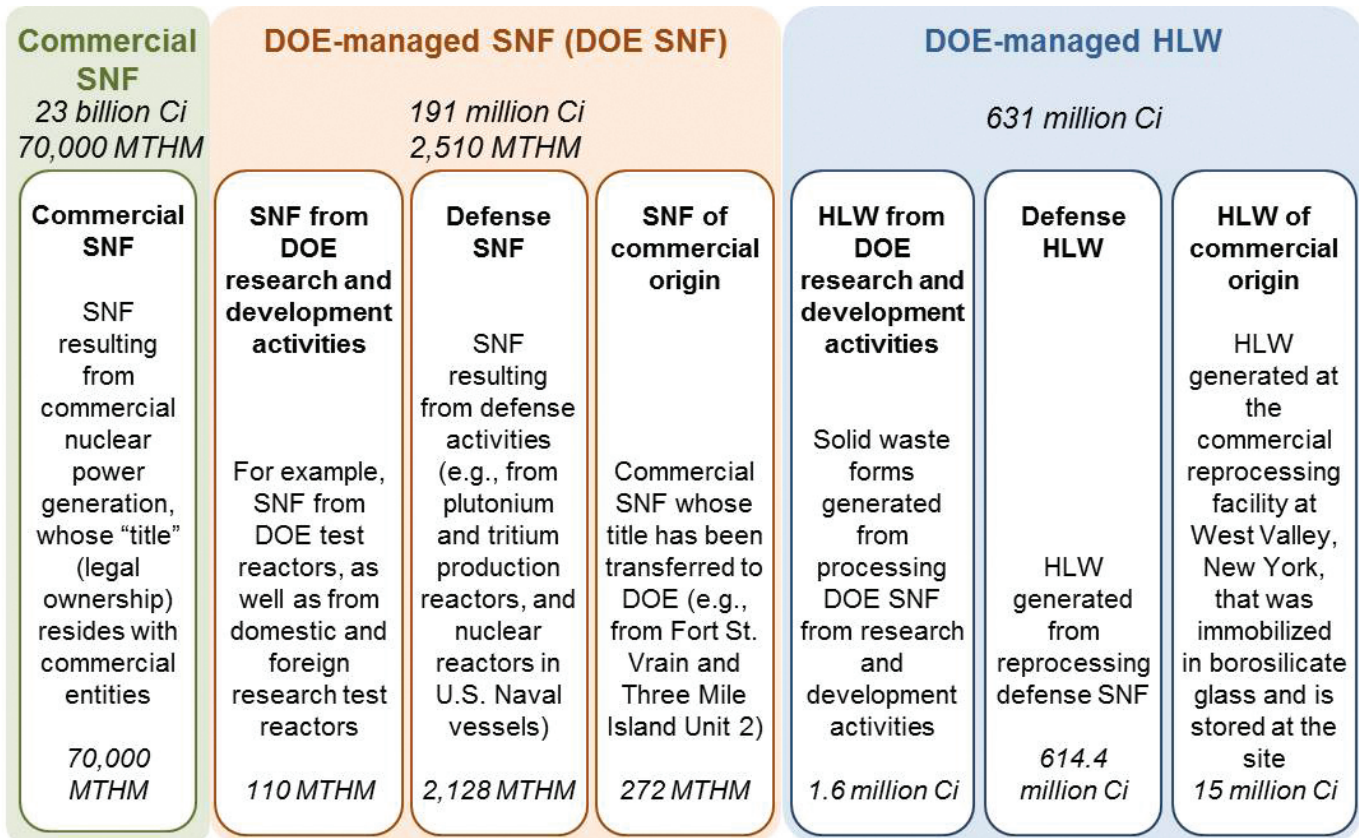 Commercial
SNF
23 billion Ci
70,000 MTHM
Commercial
SNF
SNF
resulting
from
commercial
nuclear
power
generation,
whose “title”
(legal
ownership)
resides with
commercial
entities
70,000
MTHM
DOE-managed SNF (DOE SNF)
191 million Ci
2,510 MTHM
SNF from
DOE
research and
development
activities
For example,
SNF from
DOE test
reactors, as
well as from
domestic and
foreign
research test
reactors
110 MTHM
Defense
SNF
SNF
resulting
from defense
activities
(e.g., from
plutonium
and tritium
production
reactors, and
nuclear
reactors in
U.S. Naval
vessels)
2,128 MTHM
SNF of
commercial
origin
Commercial
SNF whose
title has been
transferred to
DOE (e.g.,
from Fort St.
Vrain and
Three Mile
Island Unit 2)
272 MTHM
DOE-managed HLW
631 million Ci
HLW from
DOE
research and
development
activities
Solid waste
forms
generated
from
processing
DOE SNF
from research
and
development
activities
1.6 million Ci
Defense
HLW
HLW
generated
from
reprocessing
defense SNF
614.4
million Ci
HLW of
commercial
origin
HLW
generated at
the
commercial
reprocessing
facility at
West Valley,
New York,
that was
immobilized
in borosilicate
glass and is
stored at the
site
15 million Ci